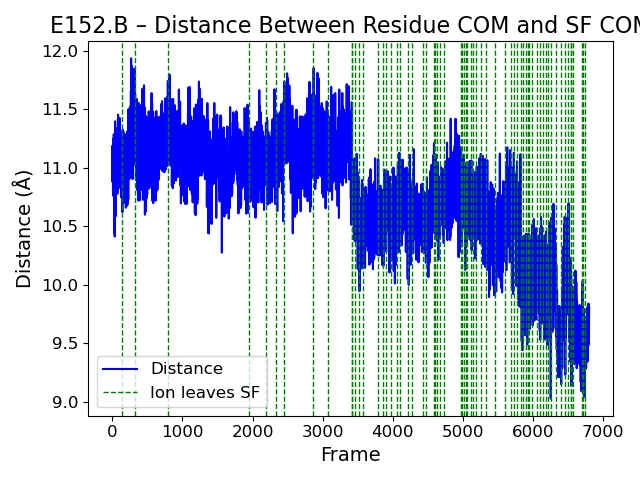 E152.B – Distance Between Residue COM and SF COM
12.0
11.5
11.0
10.5
10.0
9.5
9.0
Distance (Å)
Distance
Ion leaves SF
0 1000 2000 3000 4000 5000 6000 7000
Frame